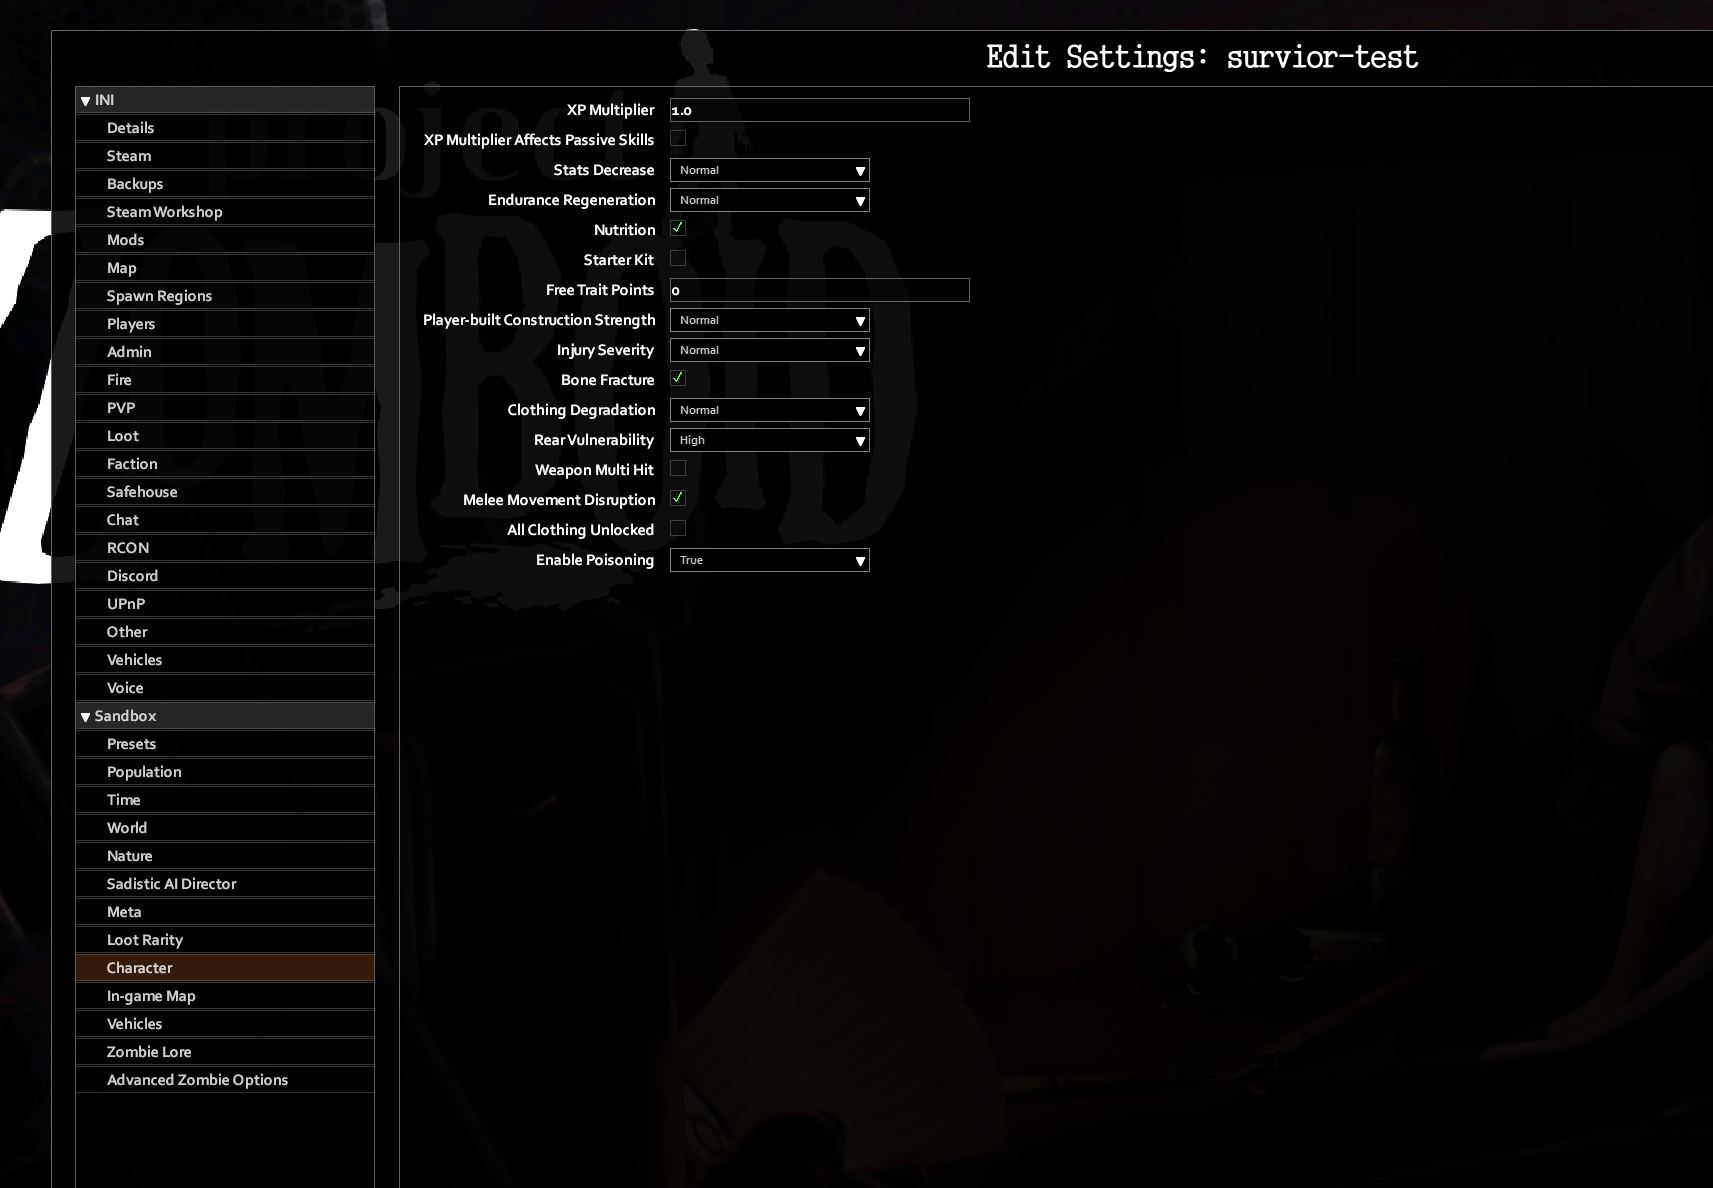 Edit Settings: survior-test
INI
Details
Steam
Backups
Steam Workshop
Mods
Map
Spawn Regions
Players
Admin
Fire
PVP
Loot
Faction
Safehouse
Chat
RCON
Discord
UPnP
Other
Vehicles
Voice
Sandbox
Presets
Population
Time
World
Nature
Sadistic AI Director
Meta
Loot Rarity
Character
In-game Map
Vehicles
Zombie Lore
Advanced Zombie Options
XP Multiplier 1.0
XP Multiplier Affects Passive Skills
Stats Decrease Normal
Endurance Regeneration Normal
Nutrition
Starter Kit
Free Trait Points 0
Player-built Construction Strength Normal
Injury Severity Normal
Bone Fracture
Clothing Degradation Normal
Rear Vulnerability High
Weapon Multi Hit
Melee Movement Disruption
All Clothing Unlocked
Enable Poisoning True
project
ZOMBOID